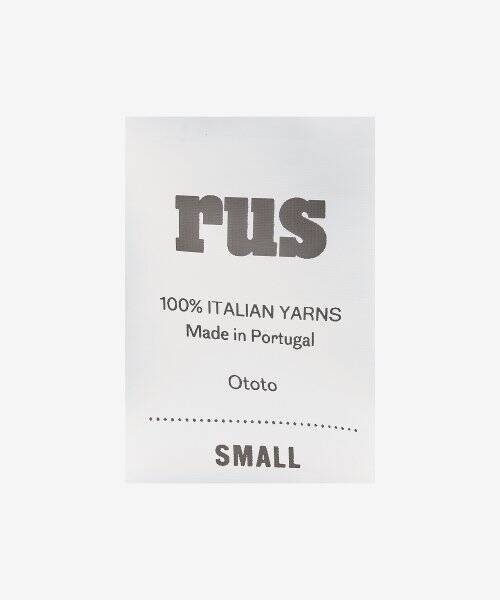 rus
100% ITALIAN YARNS
Made in Portugal
Ototo
SMALL